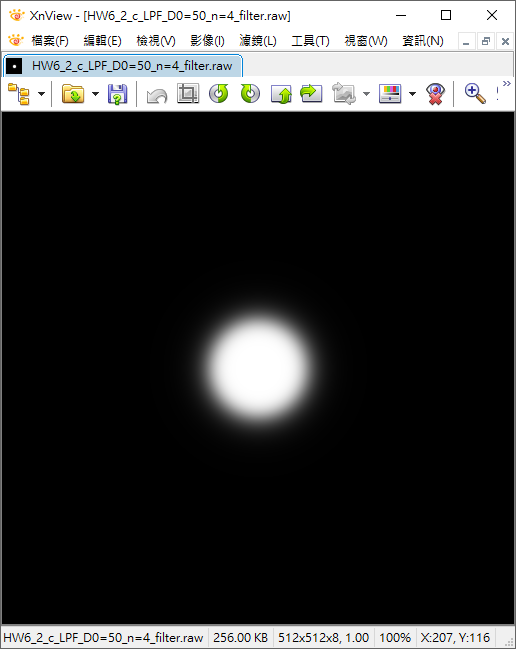 XnView - [HW6_2_c_LPF_D0=50_n=4_filter.raw]
檔案(F) 編輯(E) 檢視(V) 影像(I) 濾鏡(L) 工具(T) 視窗(W) 資訊(N)
HW6_2_c_LPF_D0=50_n=4_filter.raw
HW6_2_c_LPF_D0=50_n=4_filter.raw 256.00 KB 512x512x8, 1.00 100% X:207, Y:116